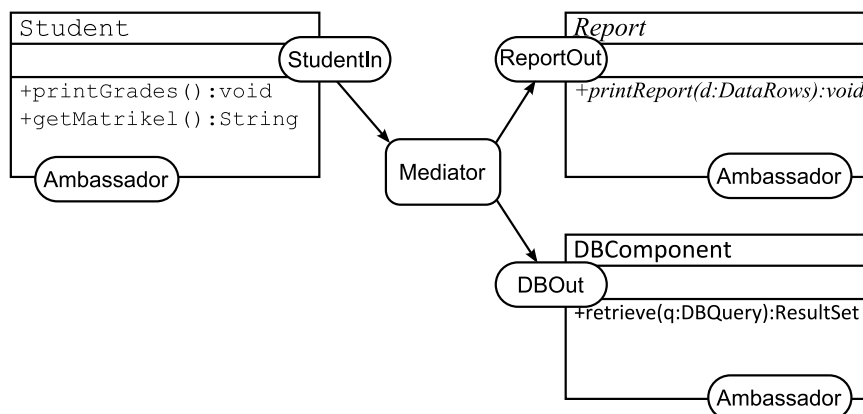 Student
StudentIn
+printGrades():void
+getMatrikel():String
Ambassador
Mediator
Report
ReportOut
+printReport(d:DataRows):void
Ambassador
DBComponent
DBOut
+retrieve(q:DBQuery):ResultSet
Ambassador